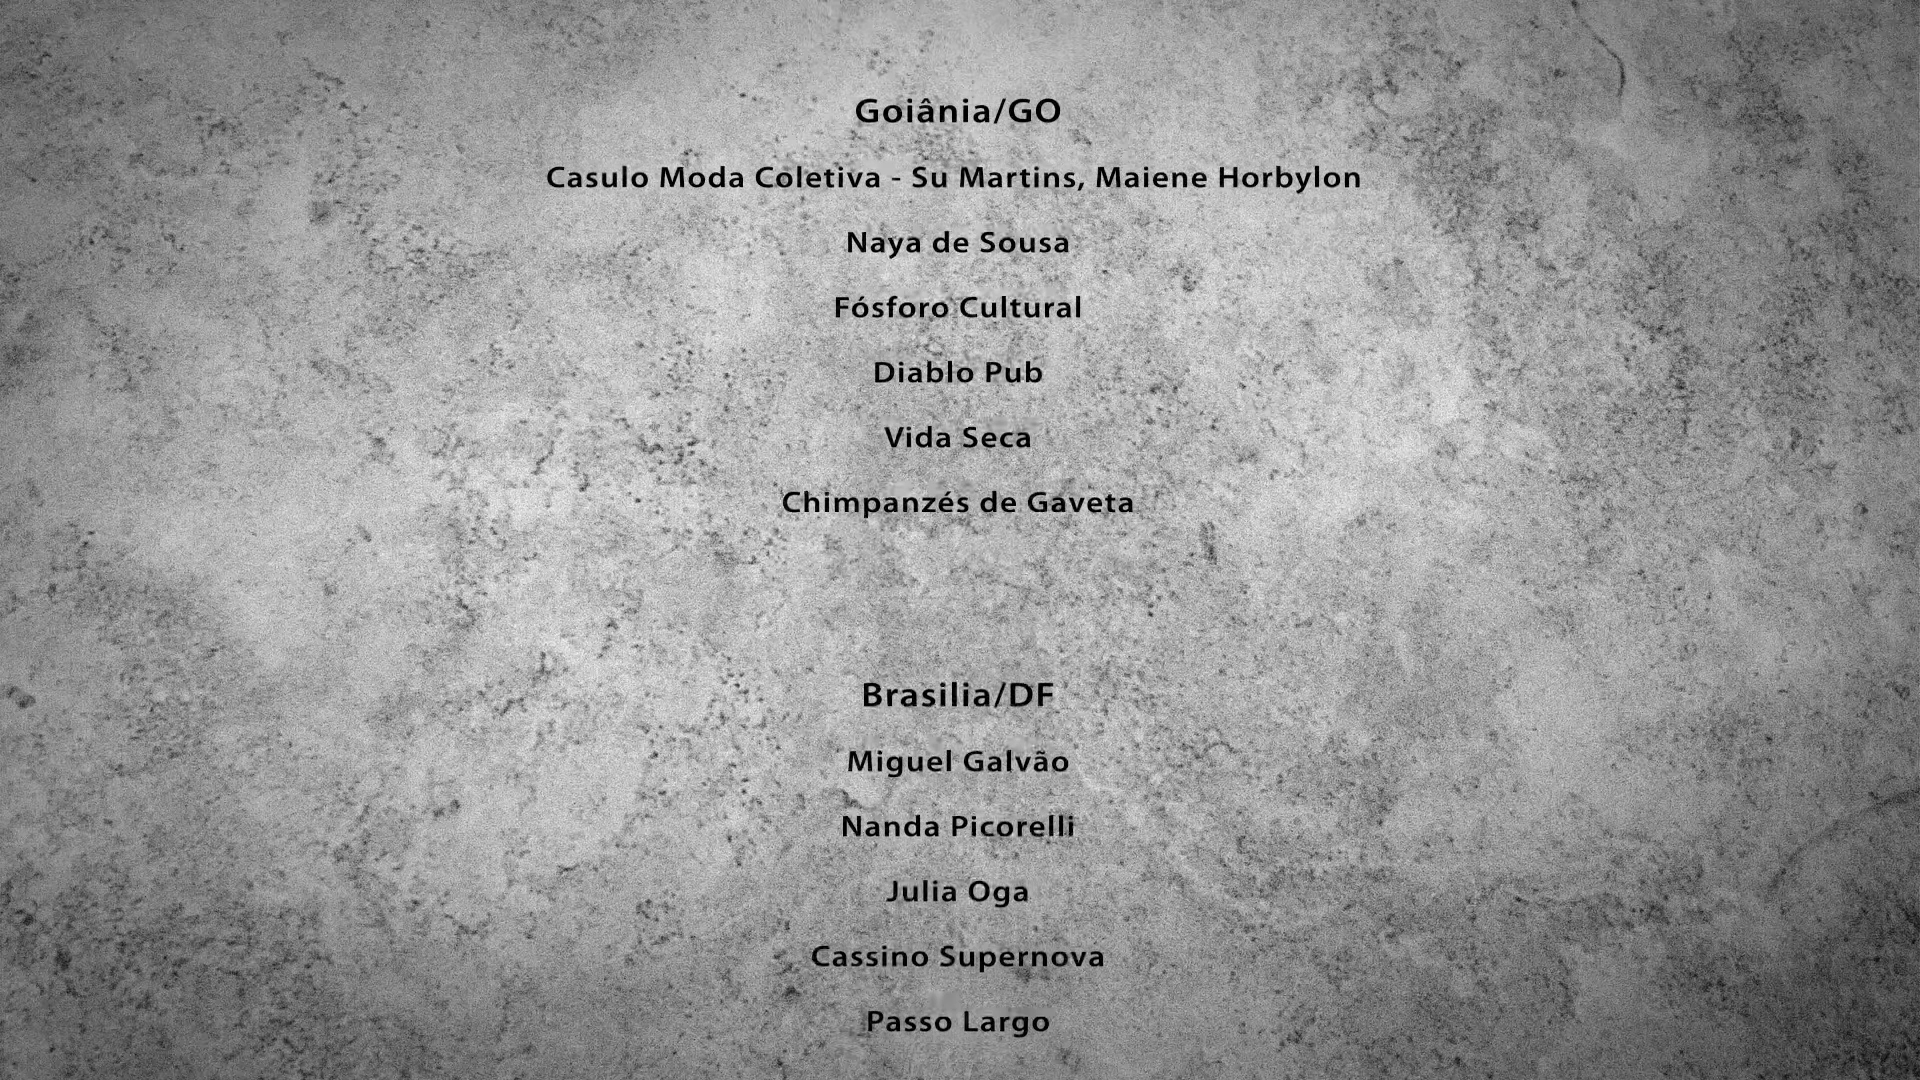 Goiânia/GO
Casulo Moda Coletiva - Su Martins, Maiene Horbylon
Naya de Sousa
Fósforo Cultural
Diablo Pub
Vida Seca
Chimpanzés de Gaveta
Brasilia/DF
Miguel Galvão
Nanda Picorelli
Julia Oga
Cassino Supernova
Passo Largo